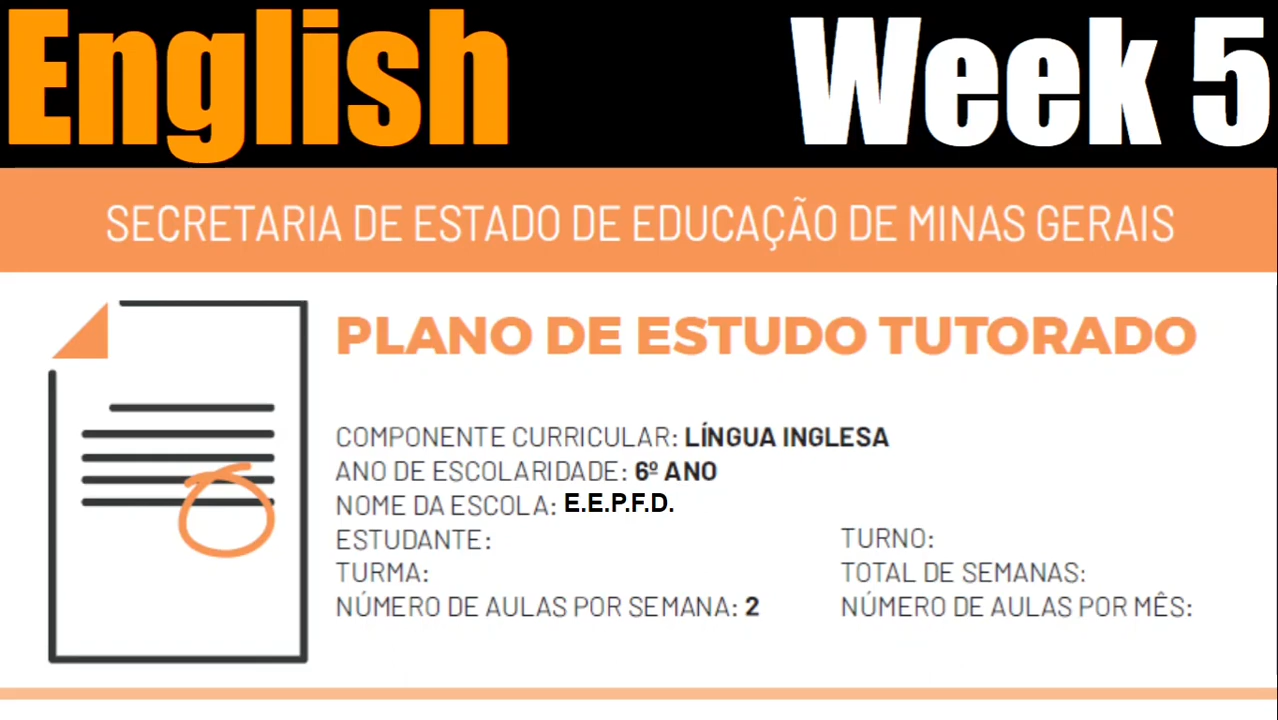 English Week 5
SECRETARIA DE ESTADO DE EDUCAÇÃO DE MINAS GERAIS
PLANO DE ESTUDO TUTORADO
COMPONENTE CURRICULAR: LÍNGUA INGLESA
ANO DE ESCOLARIDADE: 6º ANO
NOME DA ESCOLA: E.E.P.F.D.
ESTUDANTE: TURNO:
TURMA: TOTAL DE SEMANAS:
NÚMERO DE AULAS POR SEMANA: 2 NÚMERO DE AULAS POR MÊS: